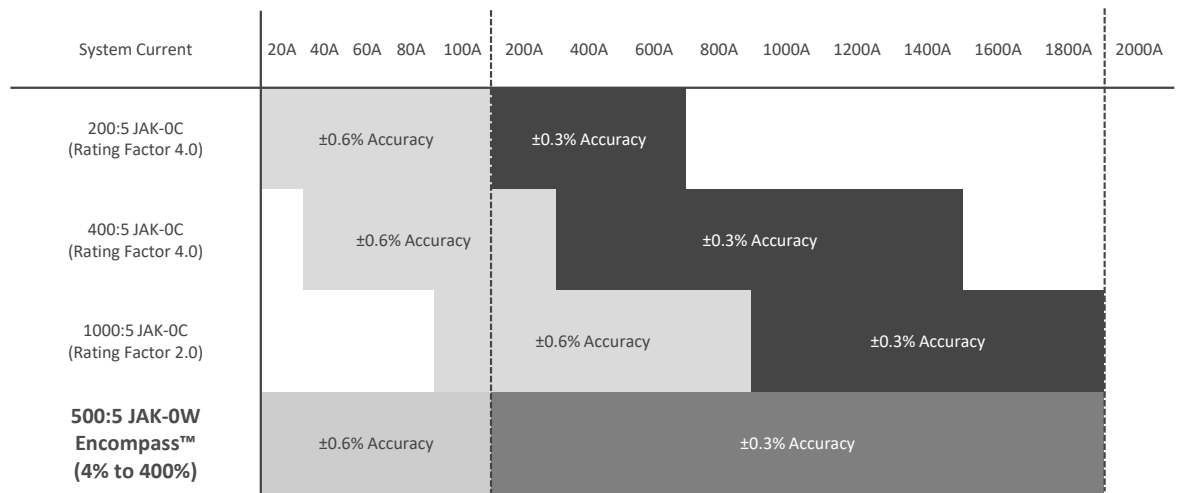 System Current 20A 40A 60A 80A 100A 200A 400A 600A 800A 1000A 1200A 1400A 1600A 1800A 2000A
200:5 JAK-0C
(Rating Factor 4.0)
±0.6% Accuracy
±0.3% Accuracy
400:5 JAK-0C
(Rating Factor 4.0)
±0.6% Accuracy
±0.3% Accuracy
1000:5 JAK-0C
(Rating Factor 2.0)
±0.6% Accuracy
±0.3% Accuracy
500:5 JAK-0W
Encompass™
(4% to 400%)
±0.6% Accuracy
±0.3% Accuracy